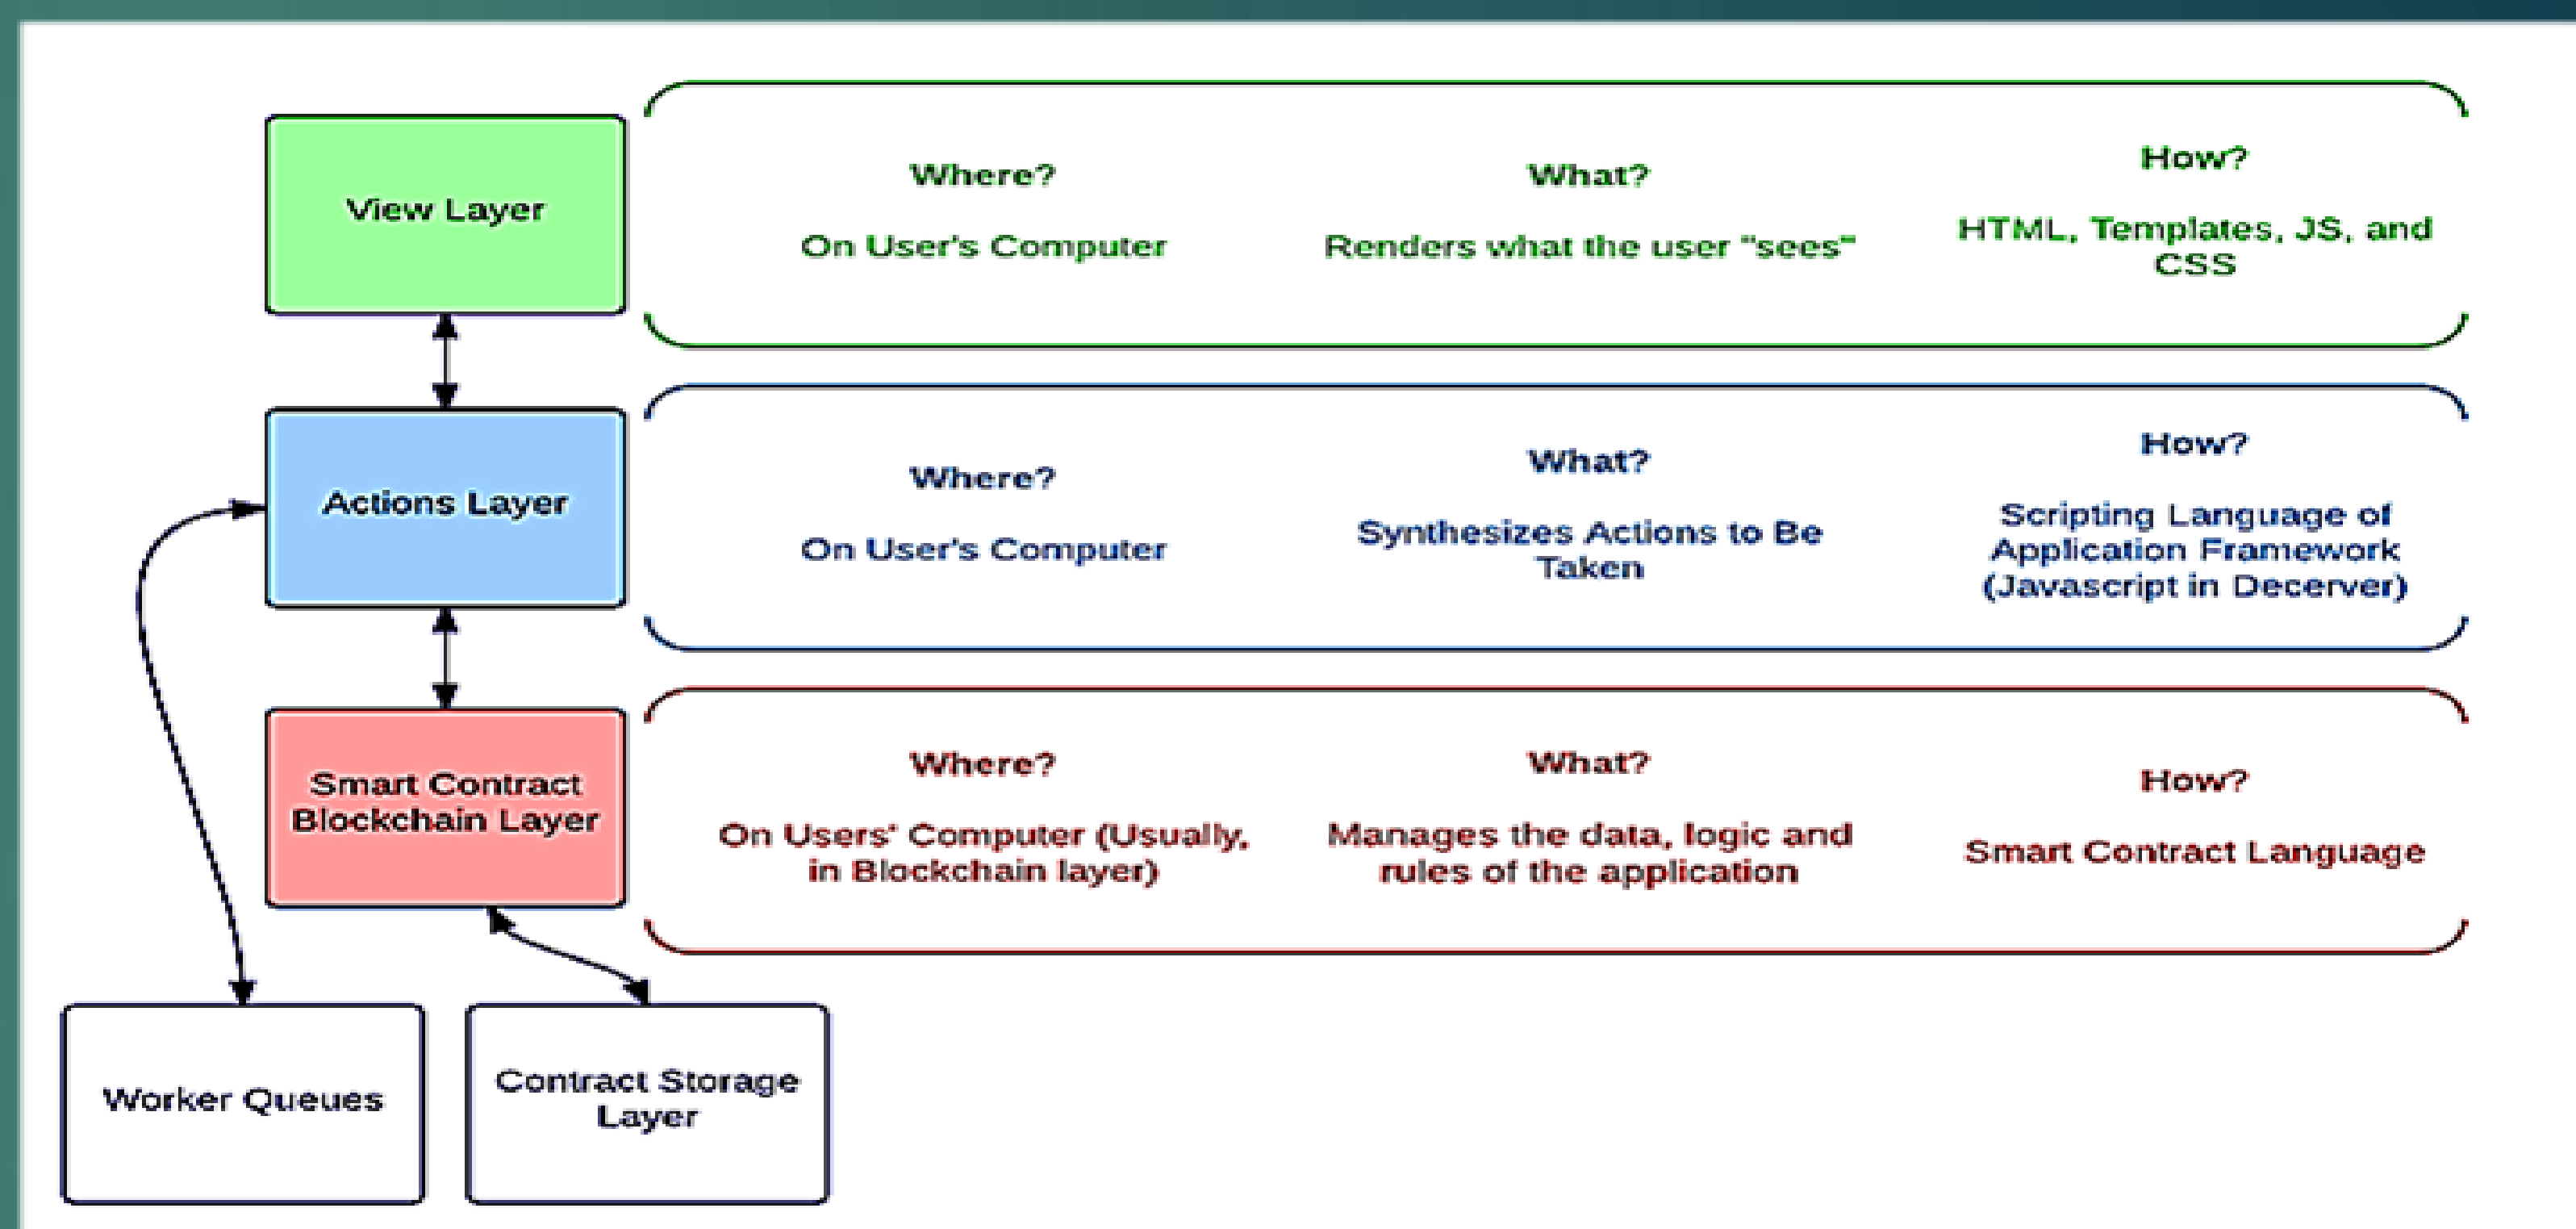 View Layer
Where?
On User's Computer
What?
Renders what the user "sees"
How?
HTML, Templates, JS, and
CSS
Actions Layer
Where?
On User's Computer
What?
Synthesizes Actions to Be
Taken
How?
Scripting Language of
Application Framework
(Javascript in Decerver)
Smart Contract
Blockchain Layer
Where?
On Users' Computer (Usually,
in Blockchain layer)
What?
Manages the data, logic and
rules of the application
How?
Smart Contract Language
Worker Queues
Contract Storage
Layer